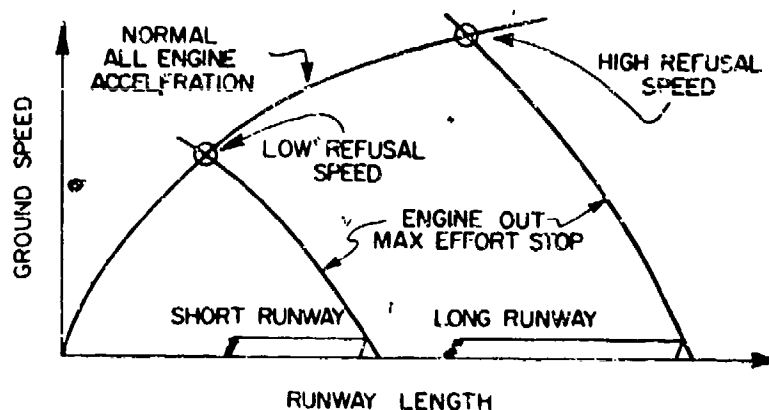 NORMAL
ALL ENGINE
ACCELERATION
HIGH REFUSAL
SPEED
LOW REFUSAL
SPEED
ENGINE OUT
MAX EFFORT STOP
GROUND SPEED
SHORT RUNWAY
LONG RUNWAY
RUNWAY LENGTH